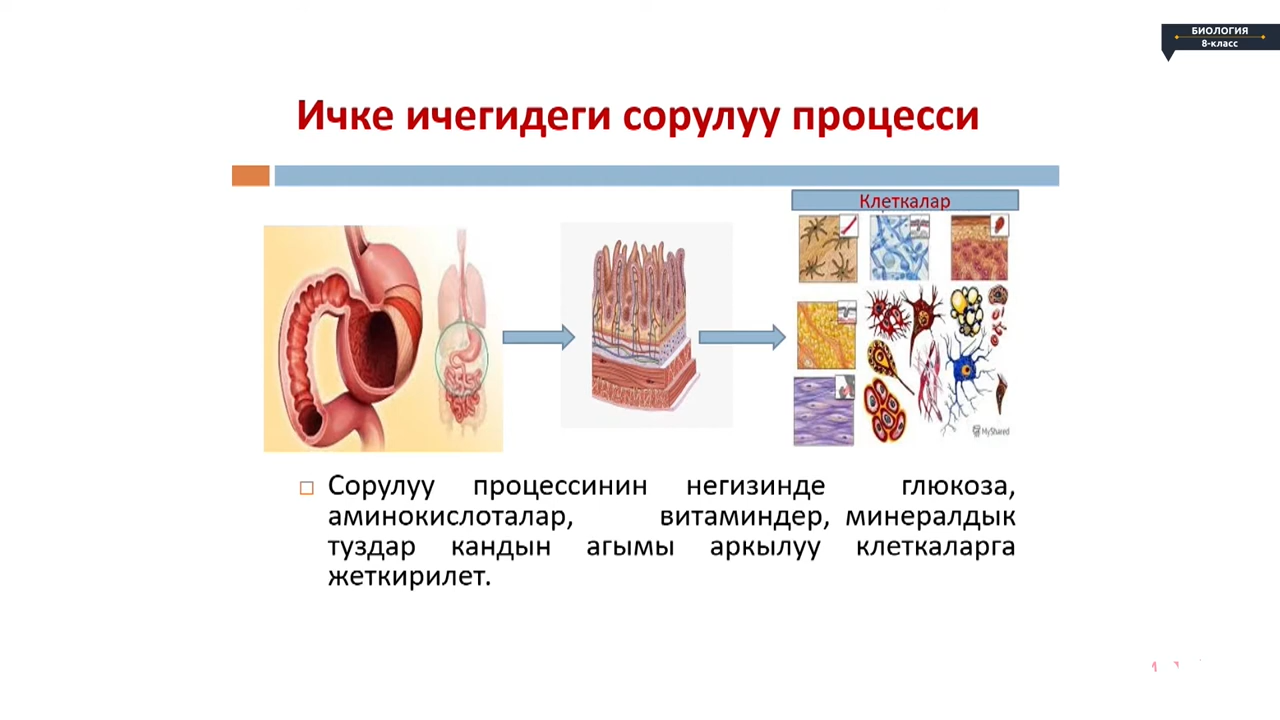 БИОЛОГИЯ
8-класс
Ичке ичегидеги сорулуу процесси
Клеткалар
MyShared
Сорулуу процессинин негизинде глюкоза,
аминокислоталар, витаминдер, минералдык
туздар кандын агымы аркылуу клеткаларга
жеткирилет.